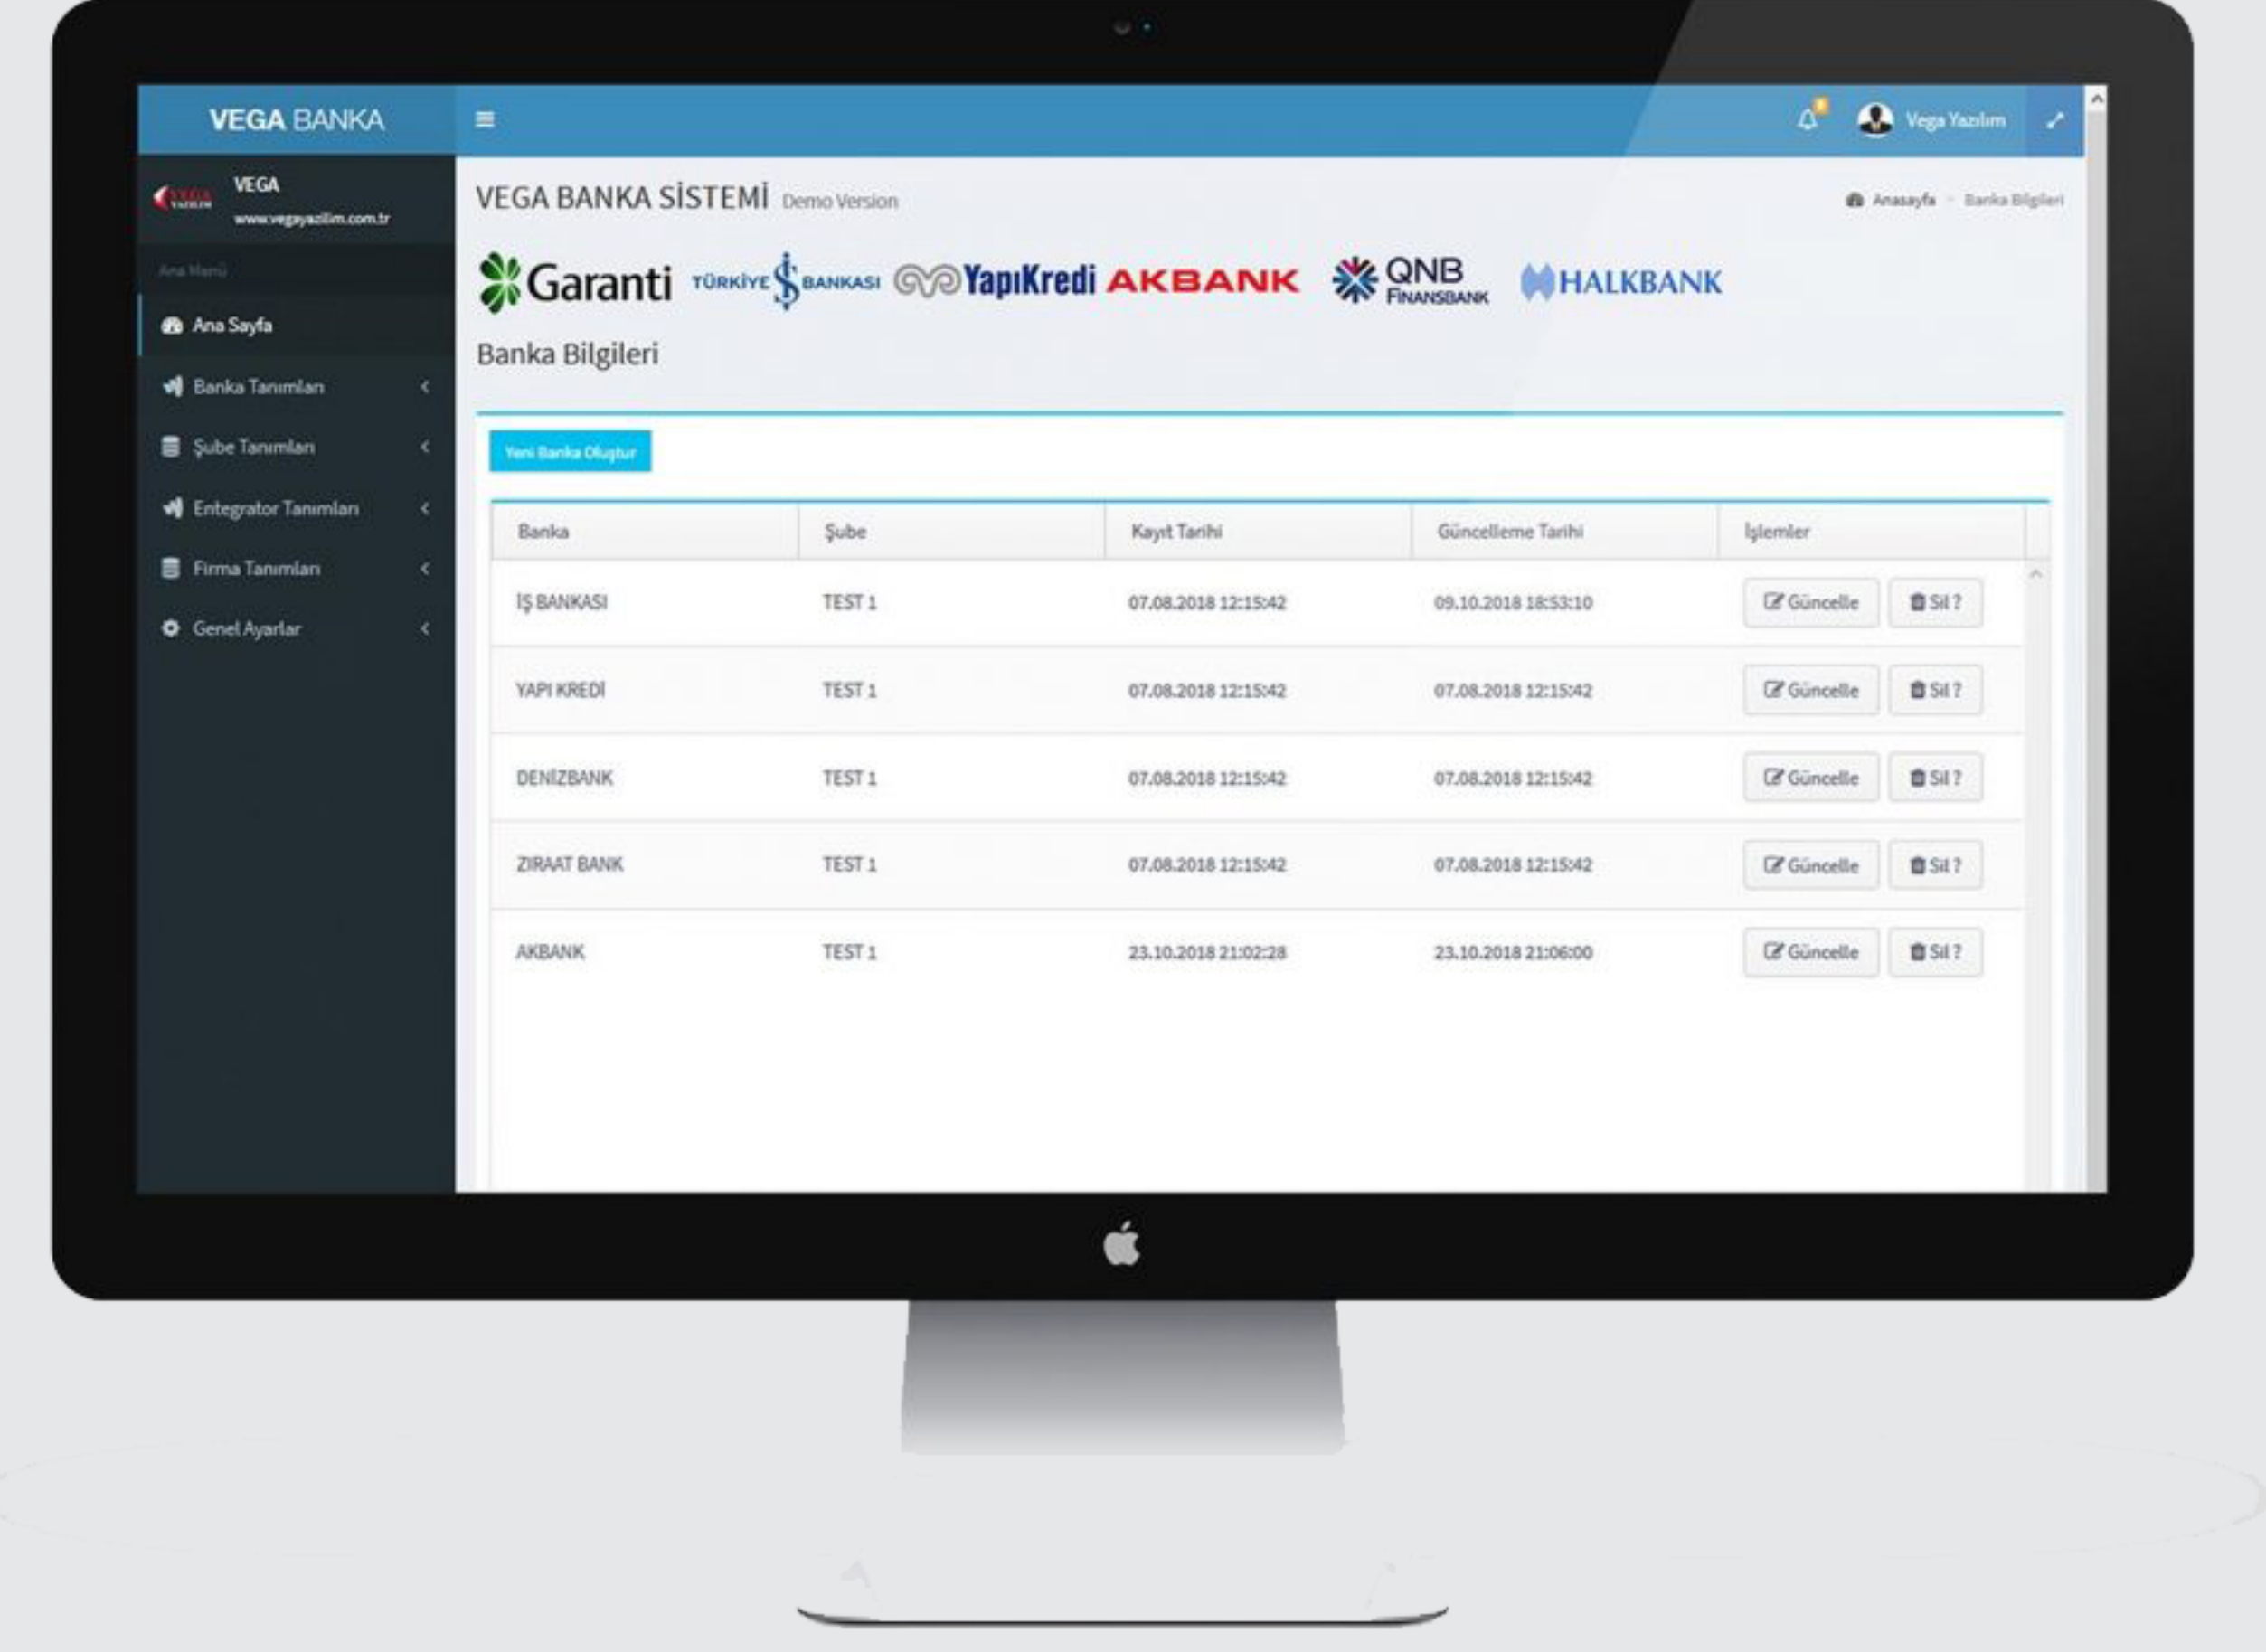 VEGA BANKA
Vega Yazılım
VEGA
YAZILIM
VEGA
www.vegayazilim.com.tr
VEGA BANKA SİSTEMİ Demo Version
Anasayfa - Banka Bilgileri
Ana Menü
Ana Sayfa
Banka Tanımları
Şube Tanımları
Entegrator Tanımları
Firma Tanımları
Genel Ayarlar
Garanti TÜRKİYE İŞ BANKASI YapıKredi AKBANK QNB FINANSBANK HALKBANK
Banka Bilgileri
Yeni Banka Oluştur
Banka Şube Kayıt Tarihi Güncelleme Tarihi İşlemler
İŞ BANKASI TEST 1 07.08.2018 12:15:42 09.10.2018 18:53:10 Güncelle Sil ?
YAPI KREDİ TEST 1 07.08.2018 12:15:42 07.08.2018 12:15:42 Güncelle Sil ?
DENİZBANK TEST 1 07.08.2018 12:15:42 07.08.2018 12:15:42 Güncelle Sil ?
ZIRAAT BANK TEST 1 07.08.2018 12:15:42 07.08.2018 12:15:42 Güncelle Sil ?
AKBANK TEST 1 23.10.2018 21:02:28 23.10.2018 21:06:00 Güncelle Sil ?